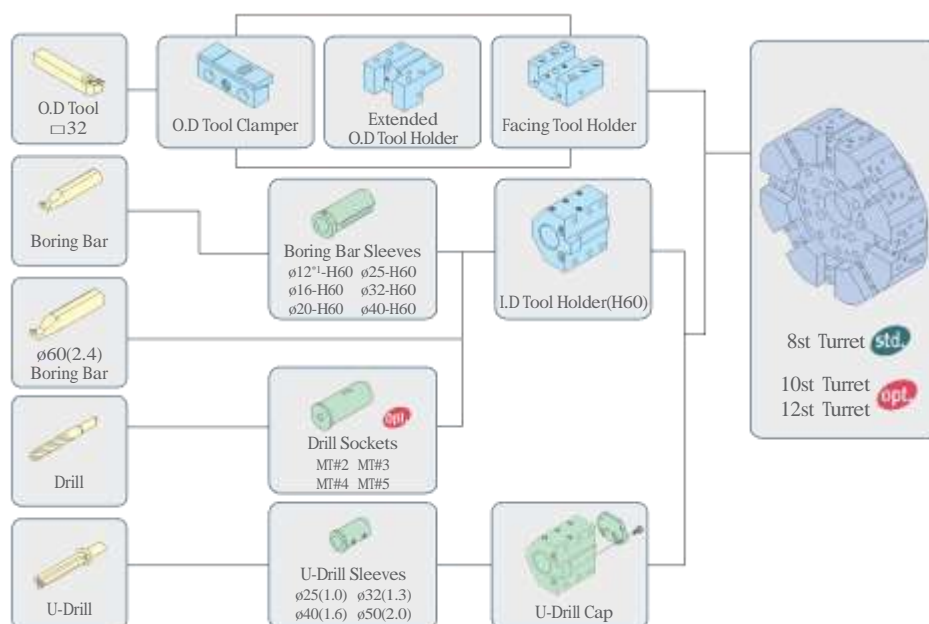 O.D Tool
□32
O.D Tool Clamper
Extended
O.D Tool Holder
Facing Tool Holder
Boring Bar
Boring Bar Sleeves
ø12*¹-H60 ø25-H60
ø16-H60 ø32-H60
ø20-H60 ø40-H60
I.D Tool Holder(H60)
ø60(2.4)
Boring Bar
Drill
opt.
Drill Sockets
MT#2 MT#3
MT#4 MT#5
U-Drill
U-Drill Sleeves
ø25(1.0) ø32(1.3)
ø40(1.6) ø50(2.0)
U-Drill Cap
8st Turret std.
10st Turret
12st Turret
opt.